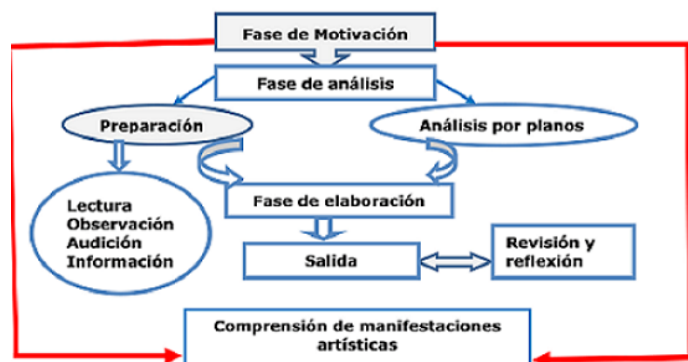 Fase de Motivación
Fase de análisis
Preparación
Análisis por planos
Lectura
Observación
Audición
Información
Fase de elaboración
Salida
Revisión y
reflexión
Comprensión de manifestaciones
artísticas